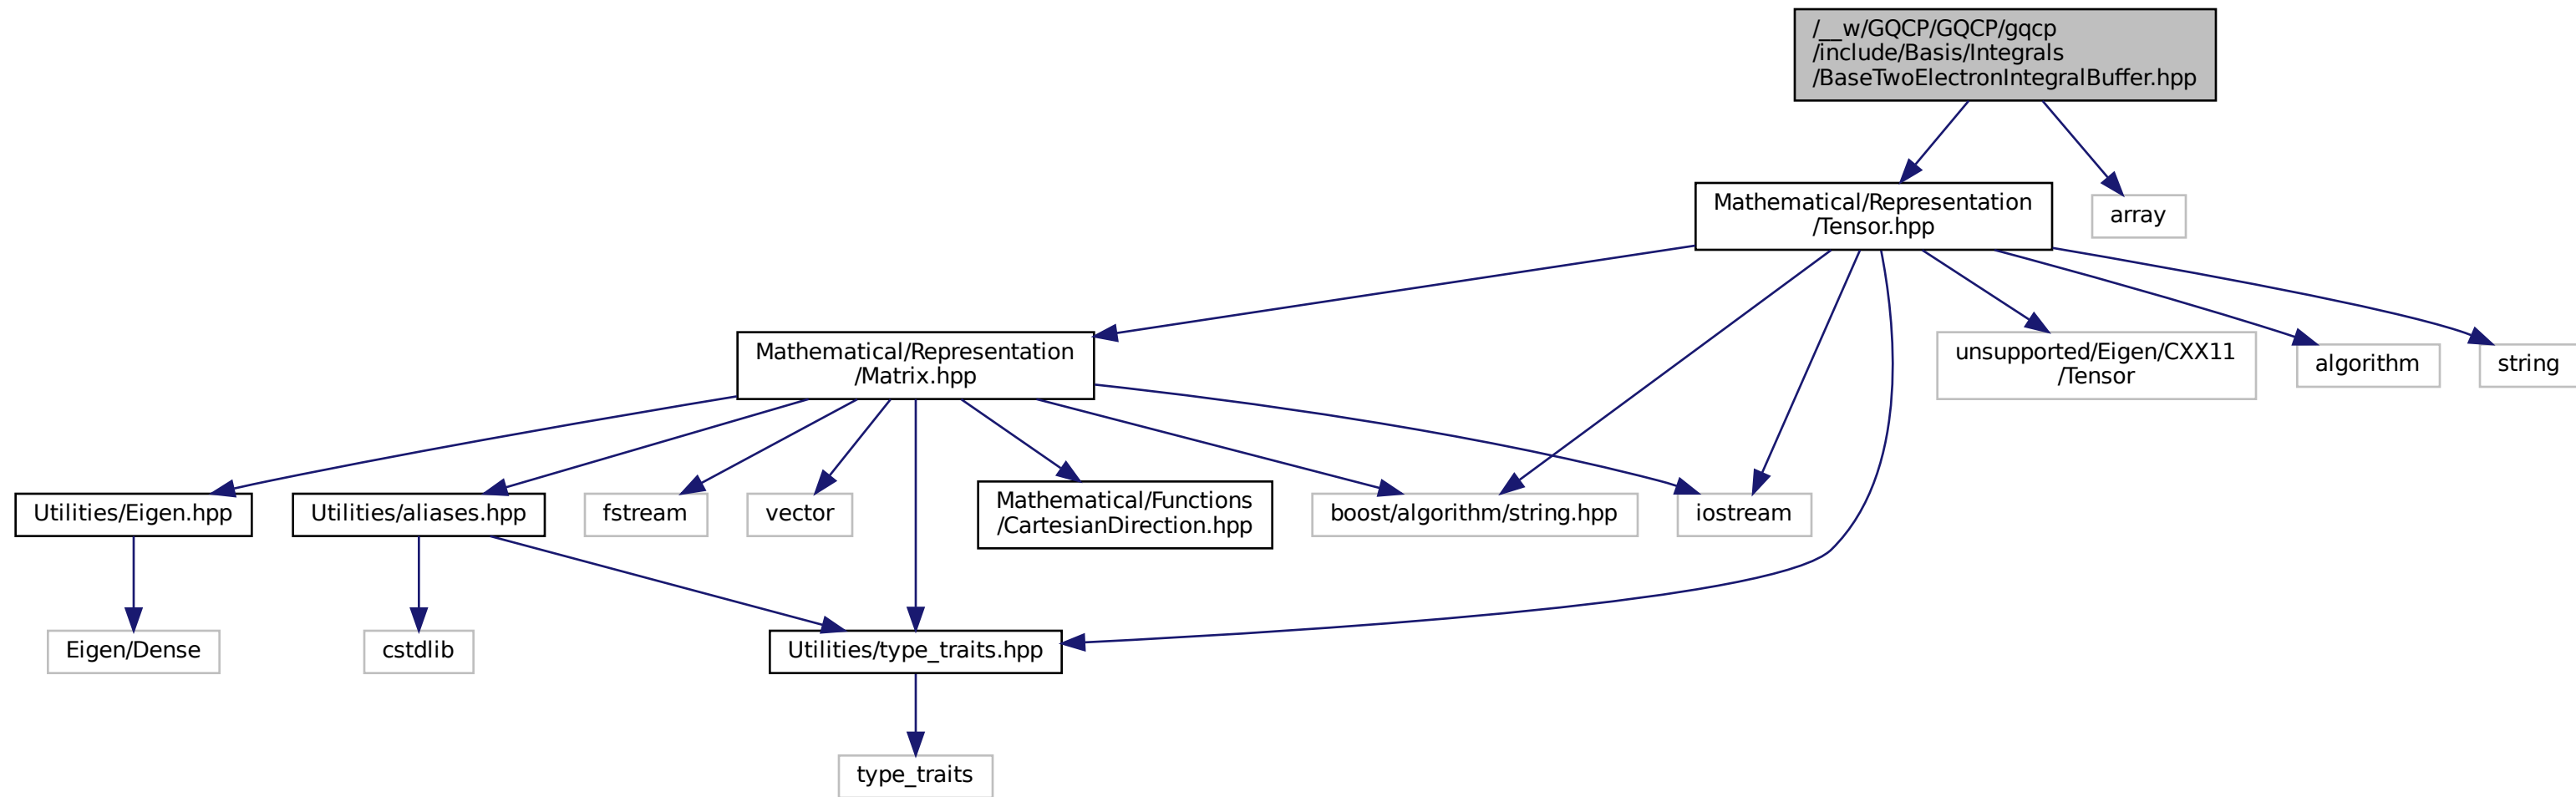 /__w/GQCP/GQCP/gqcp
/include/Basis/Integrals
/BaseTwoElectronIntegralBuffer.hpp
Mathematical/Representation
/Tensor.hpp
array
Mathematical/Representation
/Matrix.hpp
unsupported/Eigen/CXX11
/Tensor
algorithm
string
Utilities/Eigen.hpp
Utilities/aliases.hpp
fstream
vector
Mathematical/Functions
/CartesianDirection.hpp
boost/algorithm/string.hpp
iostream
Eigen/Dense
cstdlib
Utilities/type_traits.hpp
type_traits